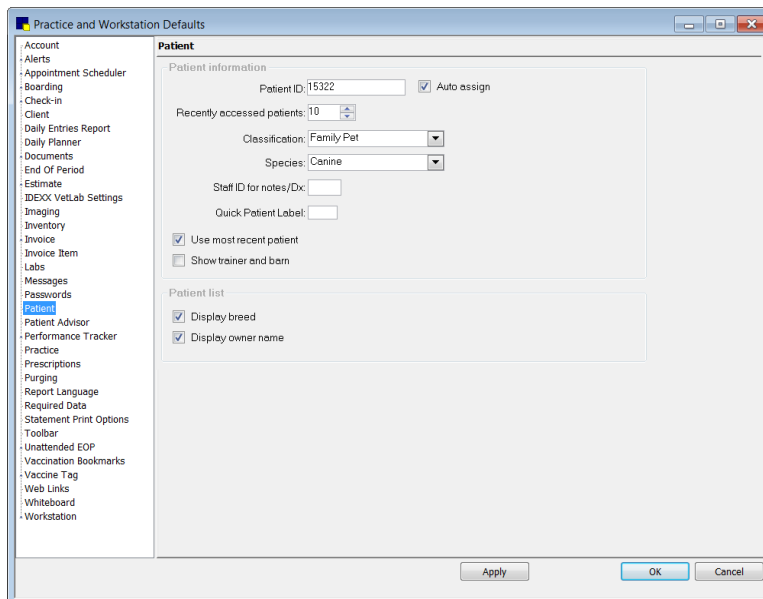 Practice and Workstation Defaults
Account
Alerts
Appointment Scheduler
Boarding
Check-in
Client
Daily Entries Report
Daily Planner
Documents
End Of Period
Estimate
IDEXX VetLab Settings
Imaging
Inventory
Invoice
Invoice Item
Labs
Messages
Passwords
Patient
Patient Advisor
Performance Tracker
Practice
Prescriptions
Purging
Report Language
Required Data
Statement Print Options
Toolbar
Unattended EOP
Vaccination Bookmarks
Vaccine Tag
Web Links
Whiteboard
Workstation
Patient
Patient information
Patient ID: 15322 Auto assign
Recently accessed patients: 10
Classification: Family Pet
Species: Canine
Staff ID for notes/Dx:
Quick Patient Label:
Use most recent patient
Show trainer and barn
Patient list
Display breed
Display owner name
Apply OK Cancel